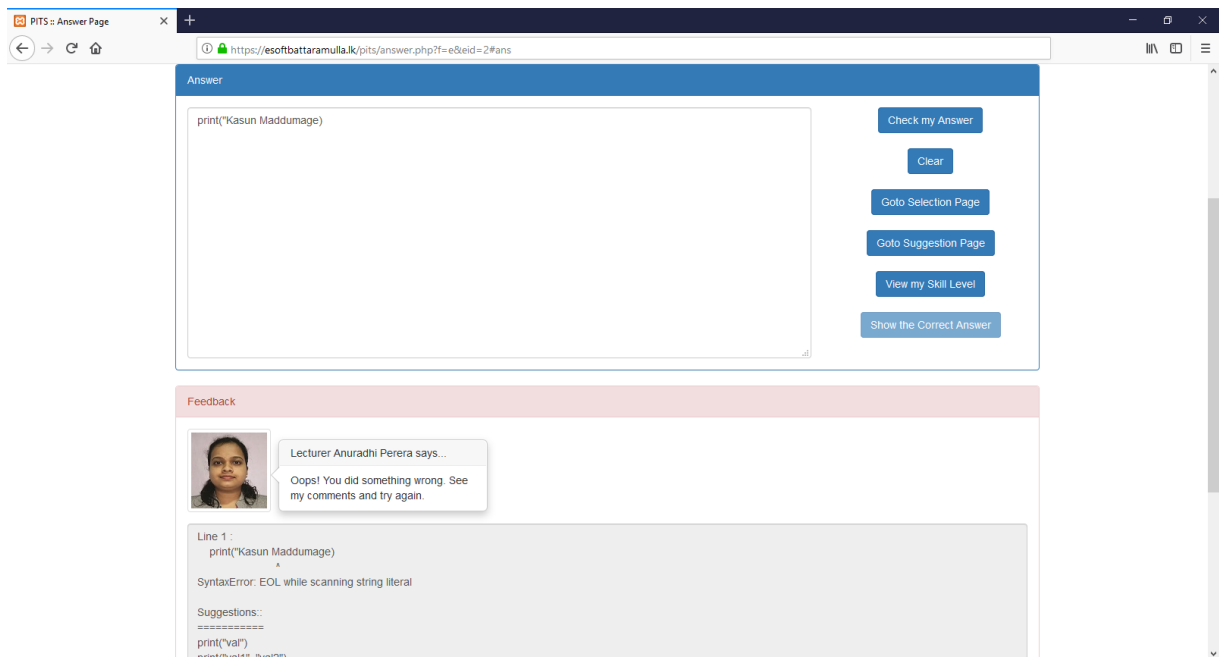 PITS :: Answer Page
https://esoftbattaramulla.lk/pits/answer.php?f=e&eid=2#ans
Answer
print("Kasun Maddumage)
Check my Answer
Clear
Goto Selection Page
Goto Suggestion Page
View my Skill Level
Show the Correct Answer
Feedback
Lecturer Anuradhi Perera says...
Oops! You did something wrong. See
my comments and try again.
Line 1 :
print("Kasun Maddumage)
^
SyntaxError: EOL while scanning string literal
Suggestions::
===========
print("val")
print("val1", "val2")